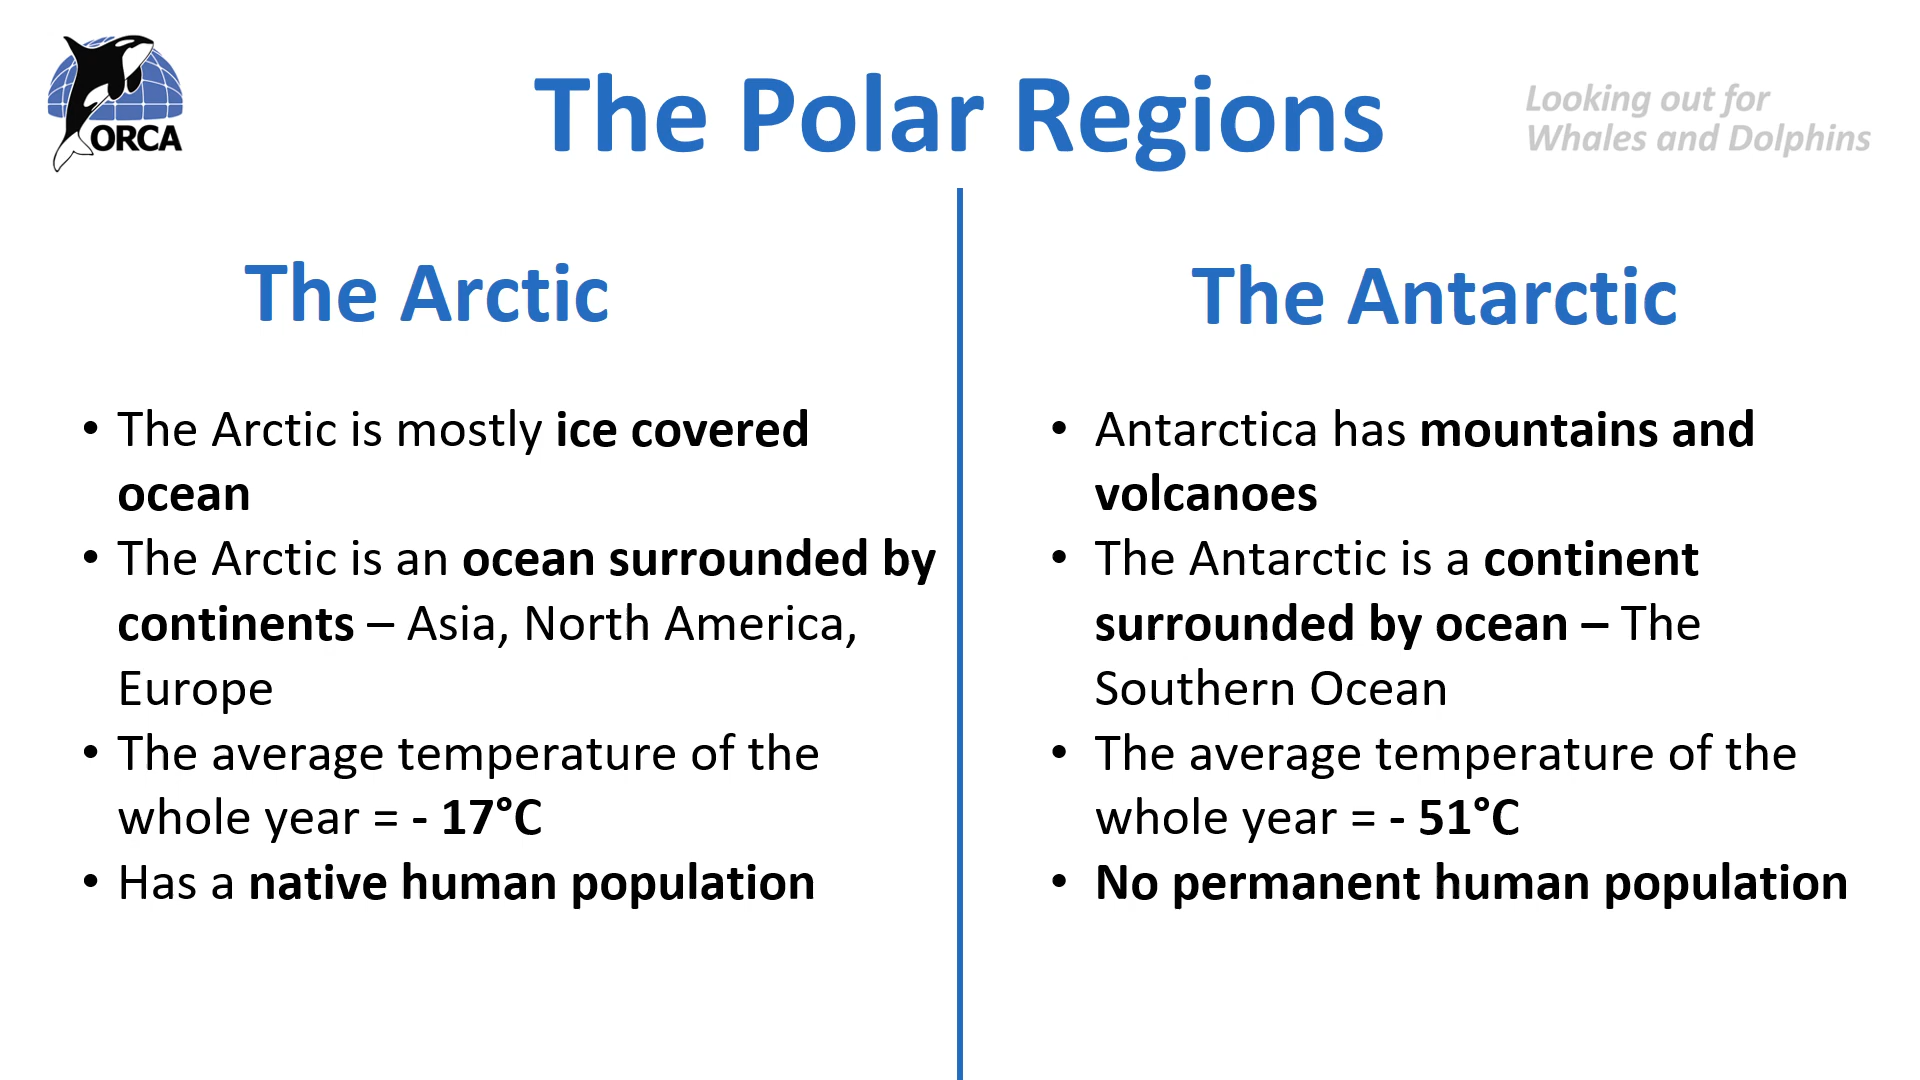 ORCA
The Polar Regions
Looking out for
Whales and Dolphins
The Arctic
• The Arctic is mostly ice covered
ocean
• The Arctic is an ocean surrounded by
continents – Asia, North America,
Europe
• The average temperature of the
whole year = - 17°C
• Has a native human population
The Antarctic
• Antarctica has mountains and
volcanoes
• The Antarctic is a continent
surrounded by ocean – The
Southern Ocean
• The average temperature of the
whole year = - 51°C
• No permanent human population